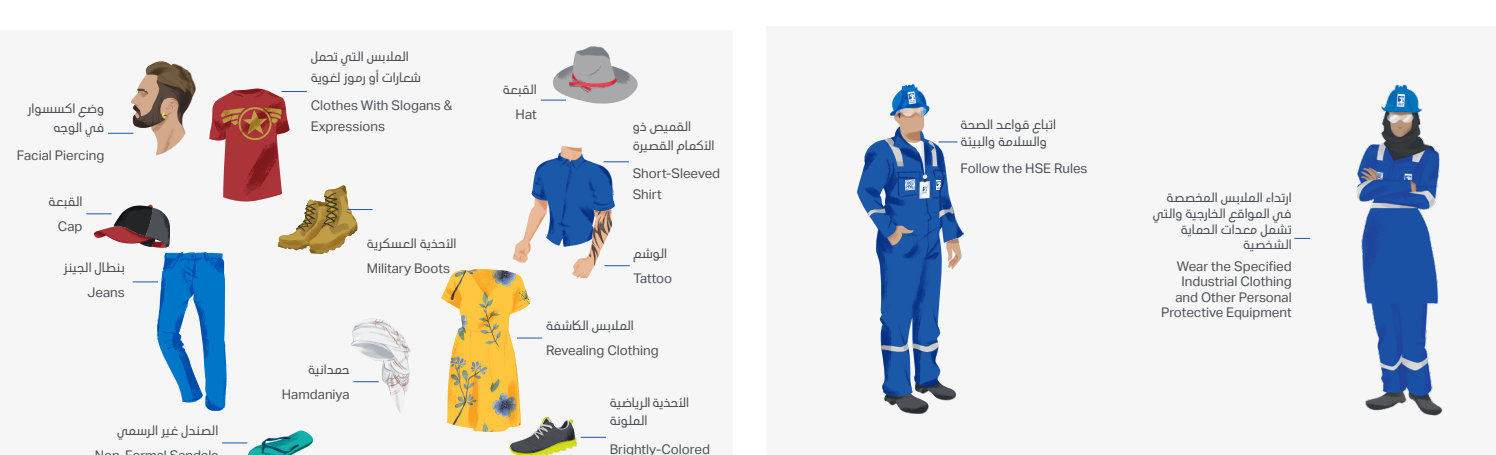 الملابس التي تحمل
شعارات أو رموز لغوية
Clothes With Slogans &
Expressions
القبعة
Hat
وضع اكسسوار
في الوجه
Facial Piercing
القميص ذو
الأكمام القصيرة
Short-Sleeved
Shirt
القبعة
Cap
الأحذية العسكرية
Military Boots
الوشم
Tattoo
بنطال الجينز
Jeans
الملابس الكاشفة
Revealing Clothing
حمدانية
Hamdaniya
الأحذية الرياضية
الملونة
Brightly-Colored
الصندل غير الرسمي
Non-Formal Sandals
اتباع قواعد الصحة
والسلامة والبيئة
Follow the HSE Rules
ارتداء الملابس المخصصة
في المواقع الخارجية والتي
تشمل معدات الحماية
الشخصية
Wear the Specified
Industrial Clothing
and Other Personal
Protective Equipment